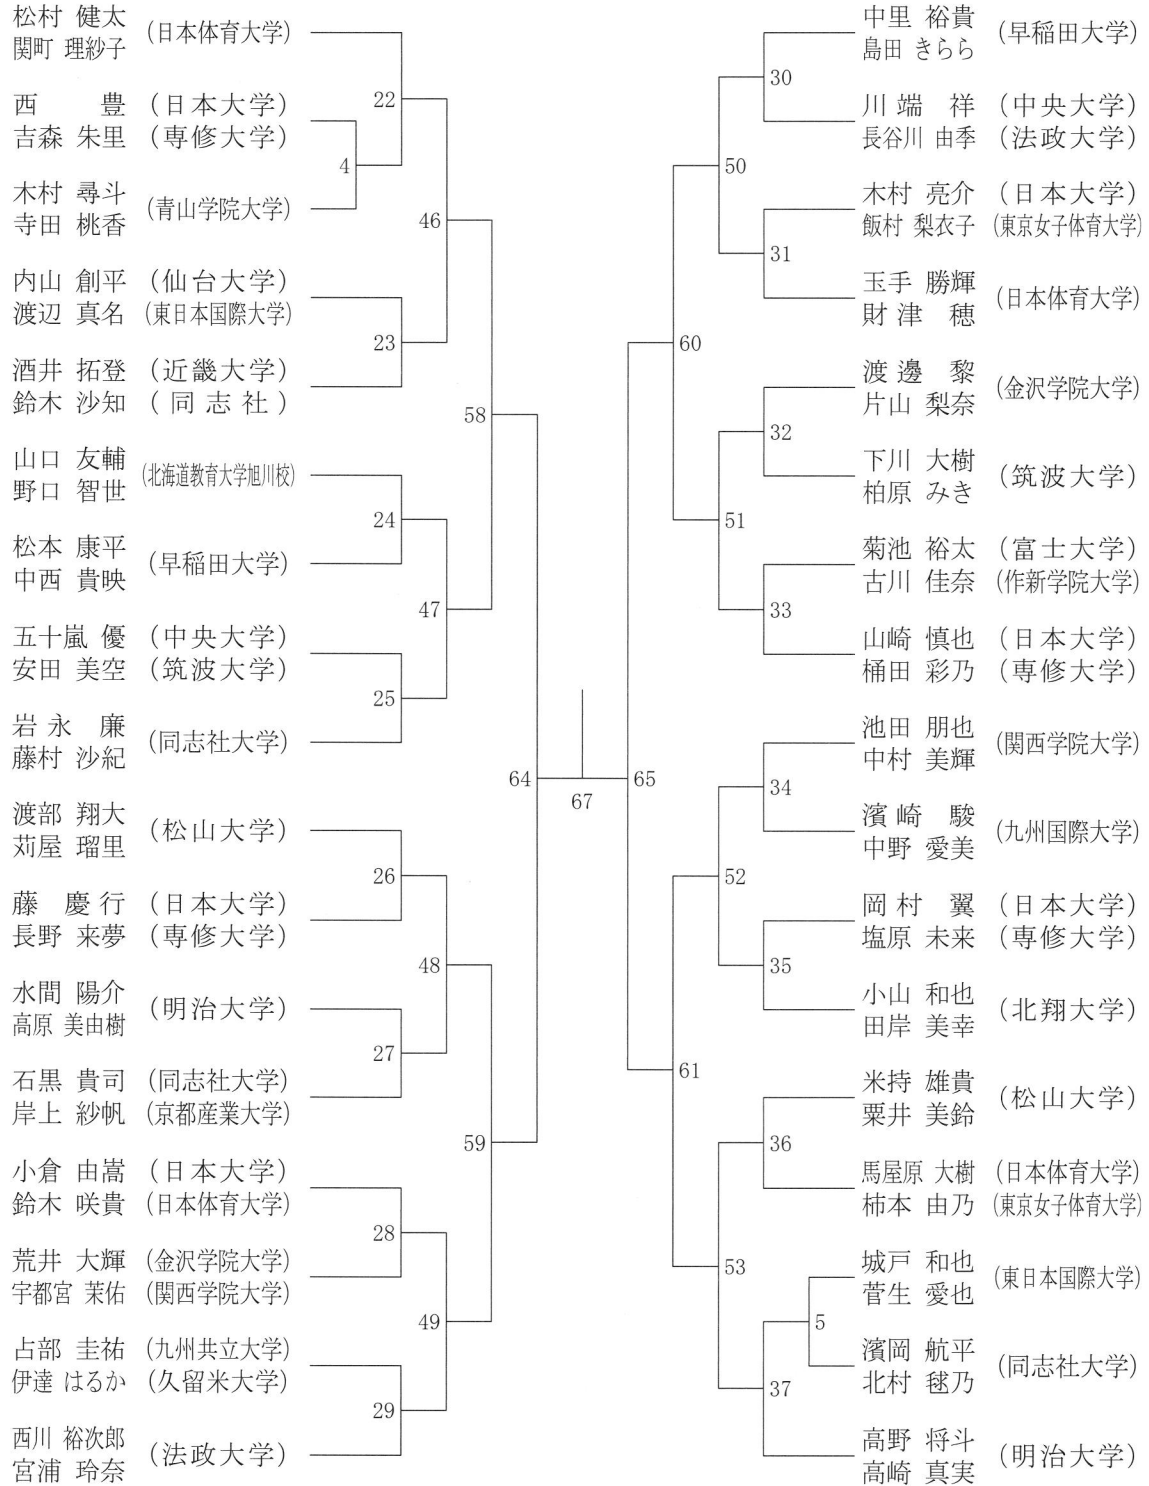 松村 健太 (日本体育大学)
関町 理紗子
西 豊 (日本大学)
吉森 朱里 (専修大学)
木村 尋斗 (青山学院大学)
寺田 桃香
内山 創平 (仙台大学)
渡辺 真名 (東日本国際大学)
酒井 拓登 (近畿大学)
鈴木 沙知 (同志社)
山口 友輔 (北海道教育大学旭川校)
野口 智世
松本 康平 (早稲田大学)
中西 貴映
五十嵐 優 (中央大学)
安田 美空 (筑波大学)
岩永 廉 (同志社大学)
藤村 沙紀
渡部 翔大 (松山大学)
苅屋 瑠里
藤 慶行 (日本大学)
長野 来夢 (専修大学)
水間 陽介 (明治大学)
高原 美由樹
石黒 貴司 (同志社大学)
岸上 紗帆 (京都産業大学)
小倉 由嵩 (日本大学)
鈴木 咲貴 (日本体育大学)
荒井 大輝 (金沢学院大学)
宇都宮 茉佑 (関西学院大学)
占部 圭祐 (九州共立大学)
伊達 はるか (久留米大学)
西川 裕次郎 (法政大学)
宮浦 玲奈
4
22
23
24
25
26
27
28
29
46
47
48
49
58
59
64
67
65
60
61
50
51
52
53
30
31
32
33
34
35
36
37
5
中里 裕貴 (早稲田大学)
島田 きらら
川端 祥 (中央大学)
長谷川 由季 (法政大学)
木村 亮介 (日本大学)
飯村 梨衣子 (東京女子体育大学)
玉手 勝輝 (日本体育大学)
財津 穂
渡邊 黎 (金沢学院大学)
片山 梨奈
下川 大樹 (筑波大学)
柏原 みき
菊池 裕太 (富士大学)
古川 佳奈 (作新学院大学)
山崎 慎也 (日本大学)
桶田 彩乃 (専修大学)
池田 朋也 (関西学院大学)
中村 美輝
濱崎 駿 (九州国際大学)
中野 愛美
岡村 翼 (日本大学)
塩原 未来 (専修大学)
小山 和也 (北翔大学)
田岸 美幸
米持 雄貴 (松山大学)
粟井 美鈴
馬屋原 大樹 (日本体育大学)
柿本 由乃 (東京女子体育大学)
城戸 和也 (東日本国際大学)
菅生 愛也
濱岡 航平 (同志社大学)
北村 毬乃
高野 将斗 (明治大学)
高崎 真実